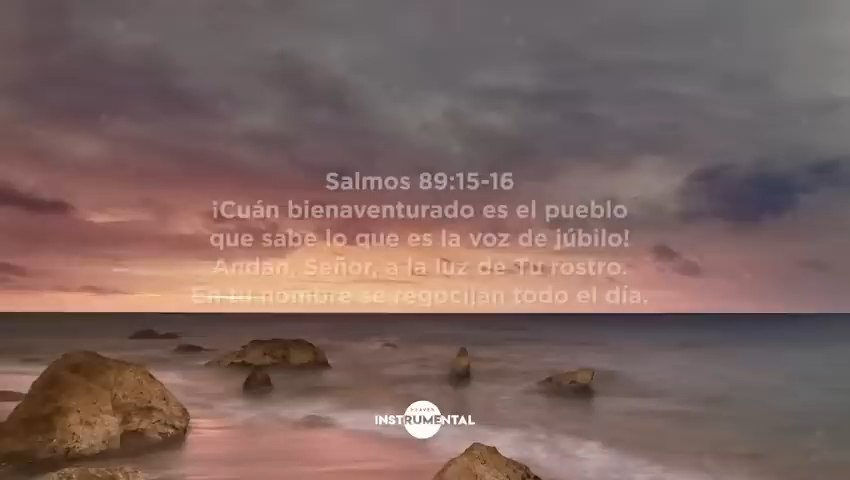 Salmos 89:15-16
¡Cuán bienaventurado es el pueblo
que sabe lo que es la voz de júbilo!
Andan, Señor, a la luz de Tu rostro.
En tu nombre se regocijan todo el día.
INSTRUMENTAL